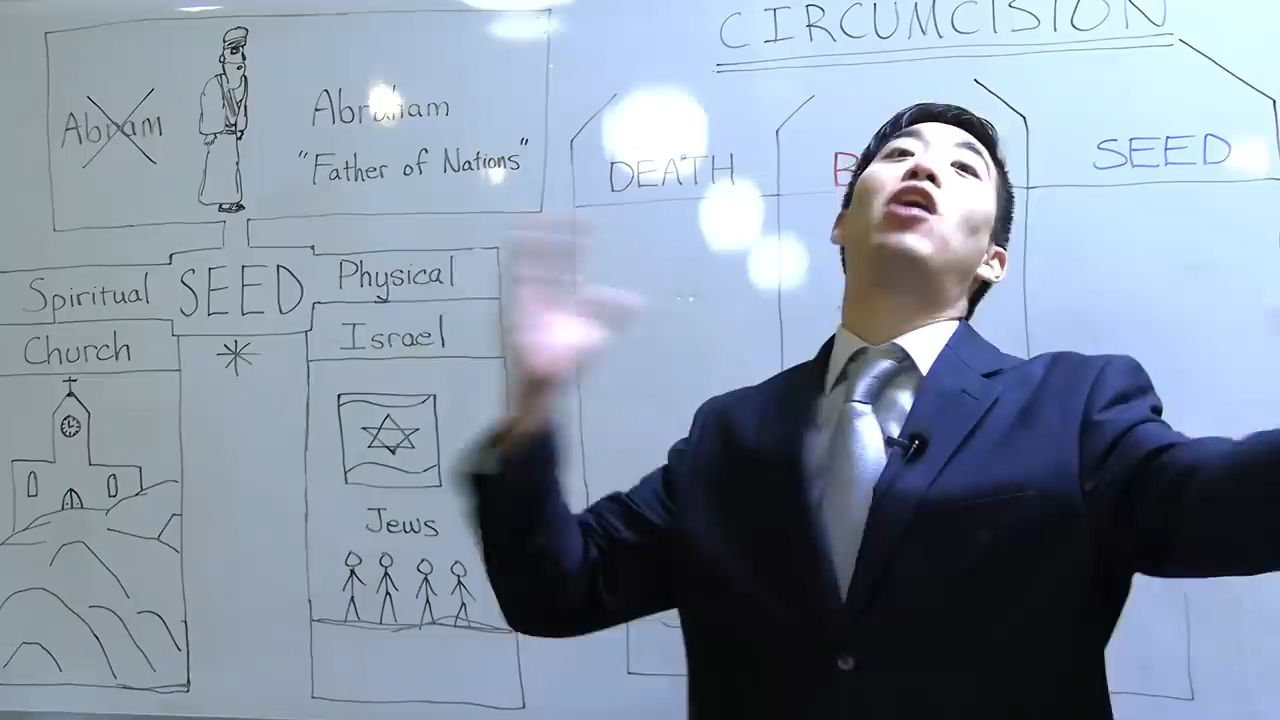 Abram
Abraham
"Father of Nations"
Spiritual
SEED
Physical
Church
Israel
Jews
CIRCUMCISION
DEATH
SEED